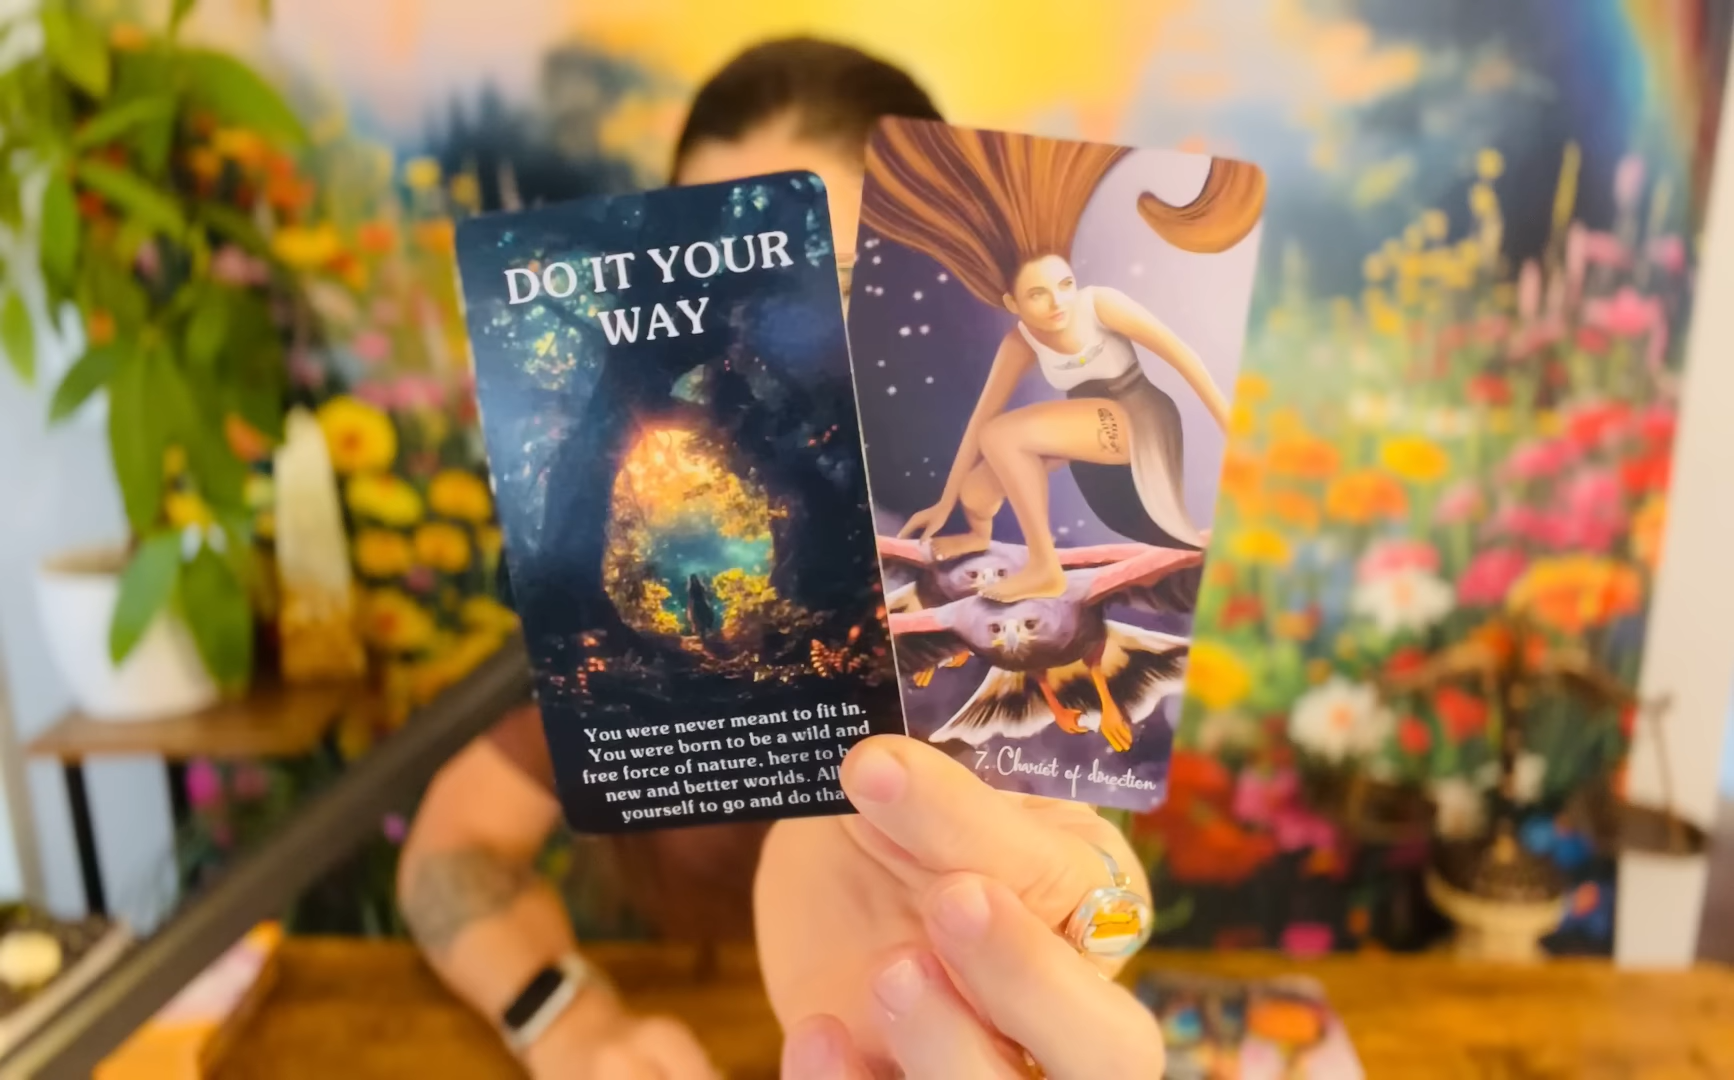 DO IT YOUR
WAY
You were never meant to fit in.
You were born to be a wild and
free force of nature, here to
new and better worlds.
yourself to go and do
7. Chariot of direction